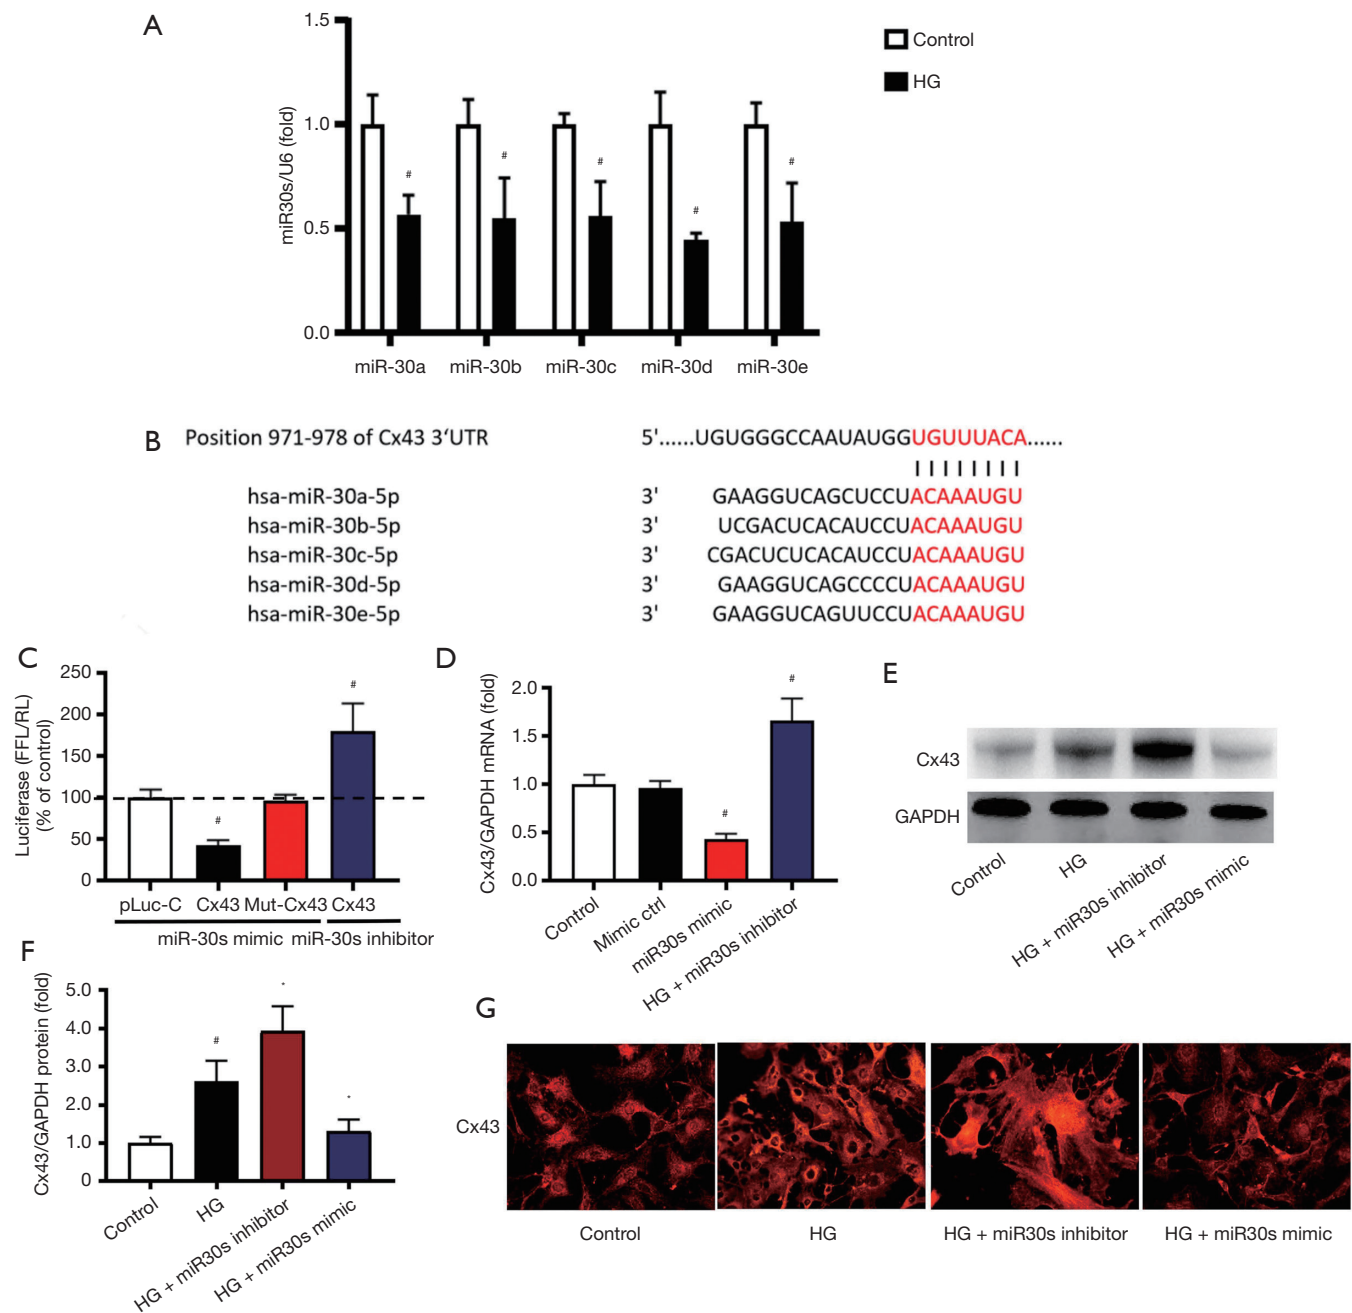 A
1.5
1.0
0.5
0.0
miR30s/U6 (fold)
Control
HG
#
#
#
#
#
miR-30a miR-30b miR-30c miR-30d miR-30e
B
Position 971-978 of Cx43 3'UTR 5'......UGUGGGCCAAUAUGGUGUUUACA......
hsa-miR-30a-5p 3' GAAGGUCAGCUCCUACAAAUGU
hsa-miR-30b-5p 3' UCGACUCACAUCCUACAAAUGU
hsa-miR-30c-5p 3' CGACUCUCACAUCCUACAAAUGU
hsa-miR-30d-5p 3' GAAGGUCAGCCCCUACAAAUGU
hsa-miR-30e-5p 3' GAAGGUCAGUUCCUACAAAUGU
C
250
200
150
100
50
0
Luciferase (FFL/RL)
(% of control)
#
#
pLuc-C Cx43 Mut-Cx43 Cx43
miR-30s mimic miR-30s inhibitor
D
2.0
1.5
1.0
0.5
0.0
Cx43/GAPDH mRNA (fold)
#
#
Control
Mimic ctrl
miR30s mimic
HG + miR30s inhibitor
E
Cx43
GAPDH
Control
HG
HG + miR30s inhibitor
HG + miR30s mimic
F
5.0
4.0
3.0
2.0
1.0
0
Cx43/GAPDH protein (fold)
#
*
*
Control
HG
HG + miR30s inhibitor
HG + miR30s mimic
G
Cx43
Control HG HG + miR30s inhibitor HG + miR30s mimic